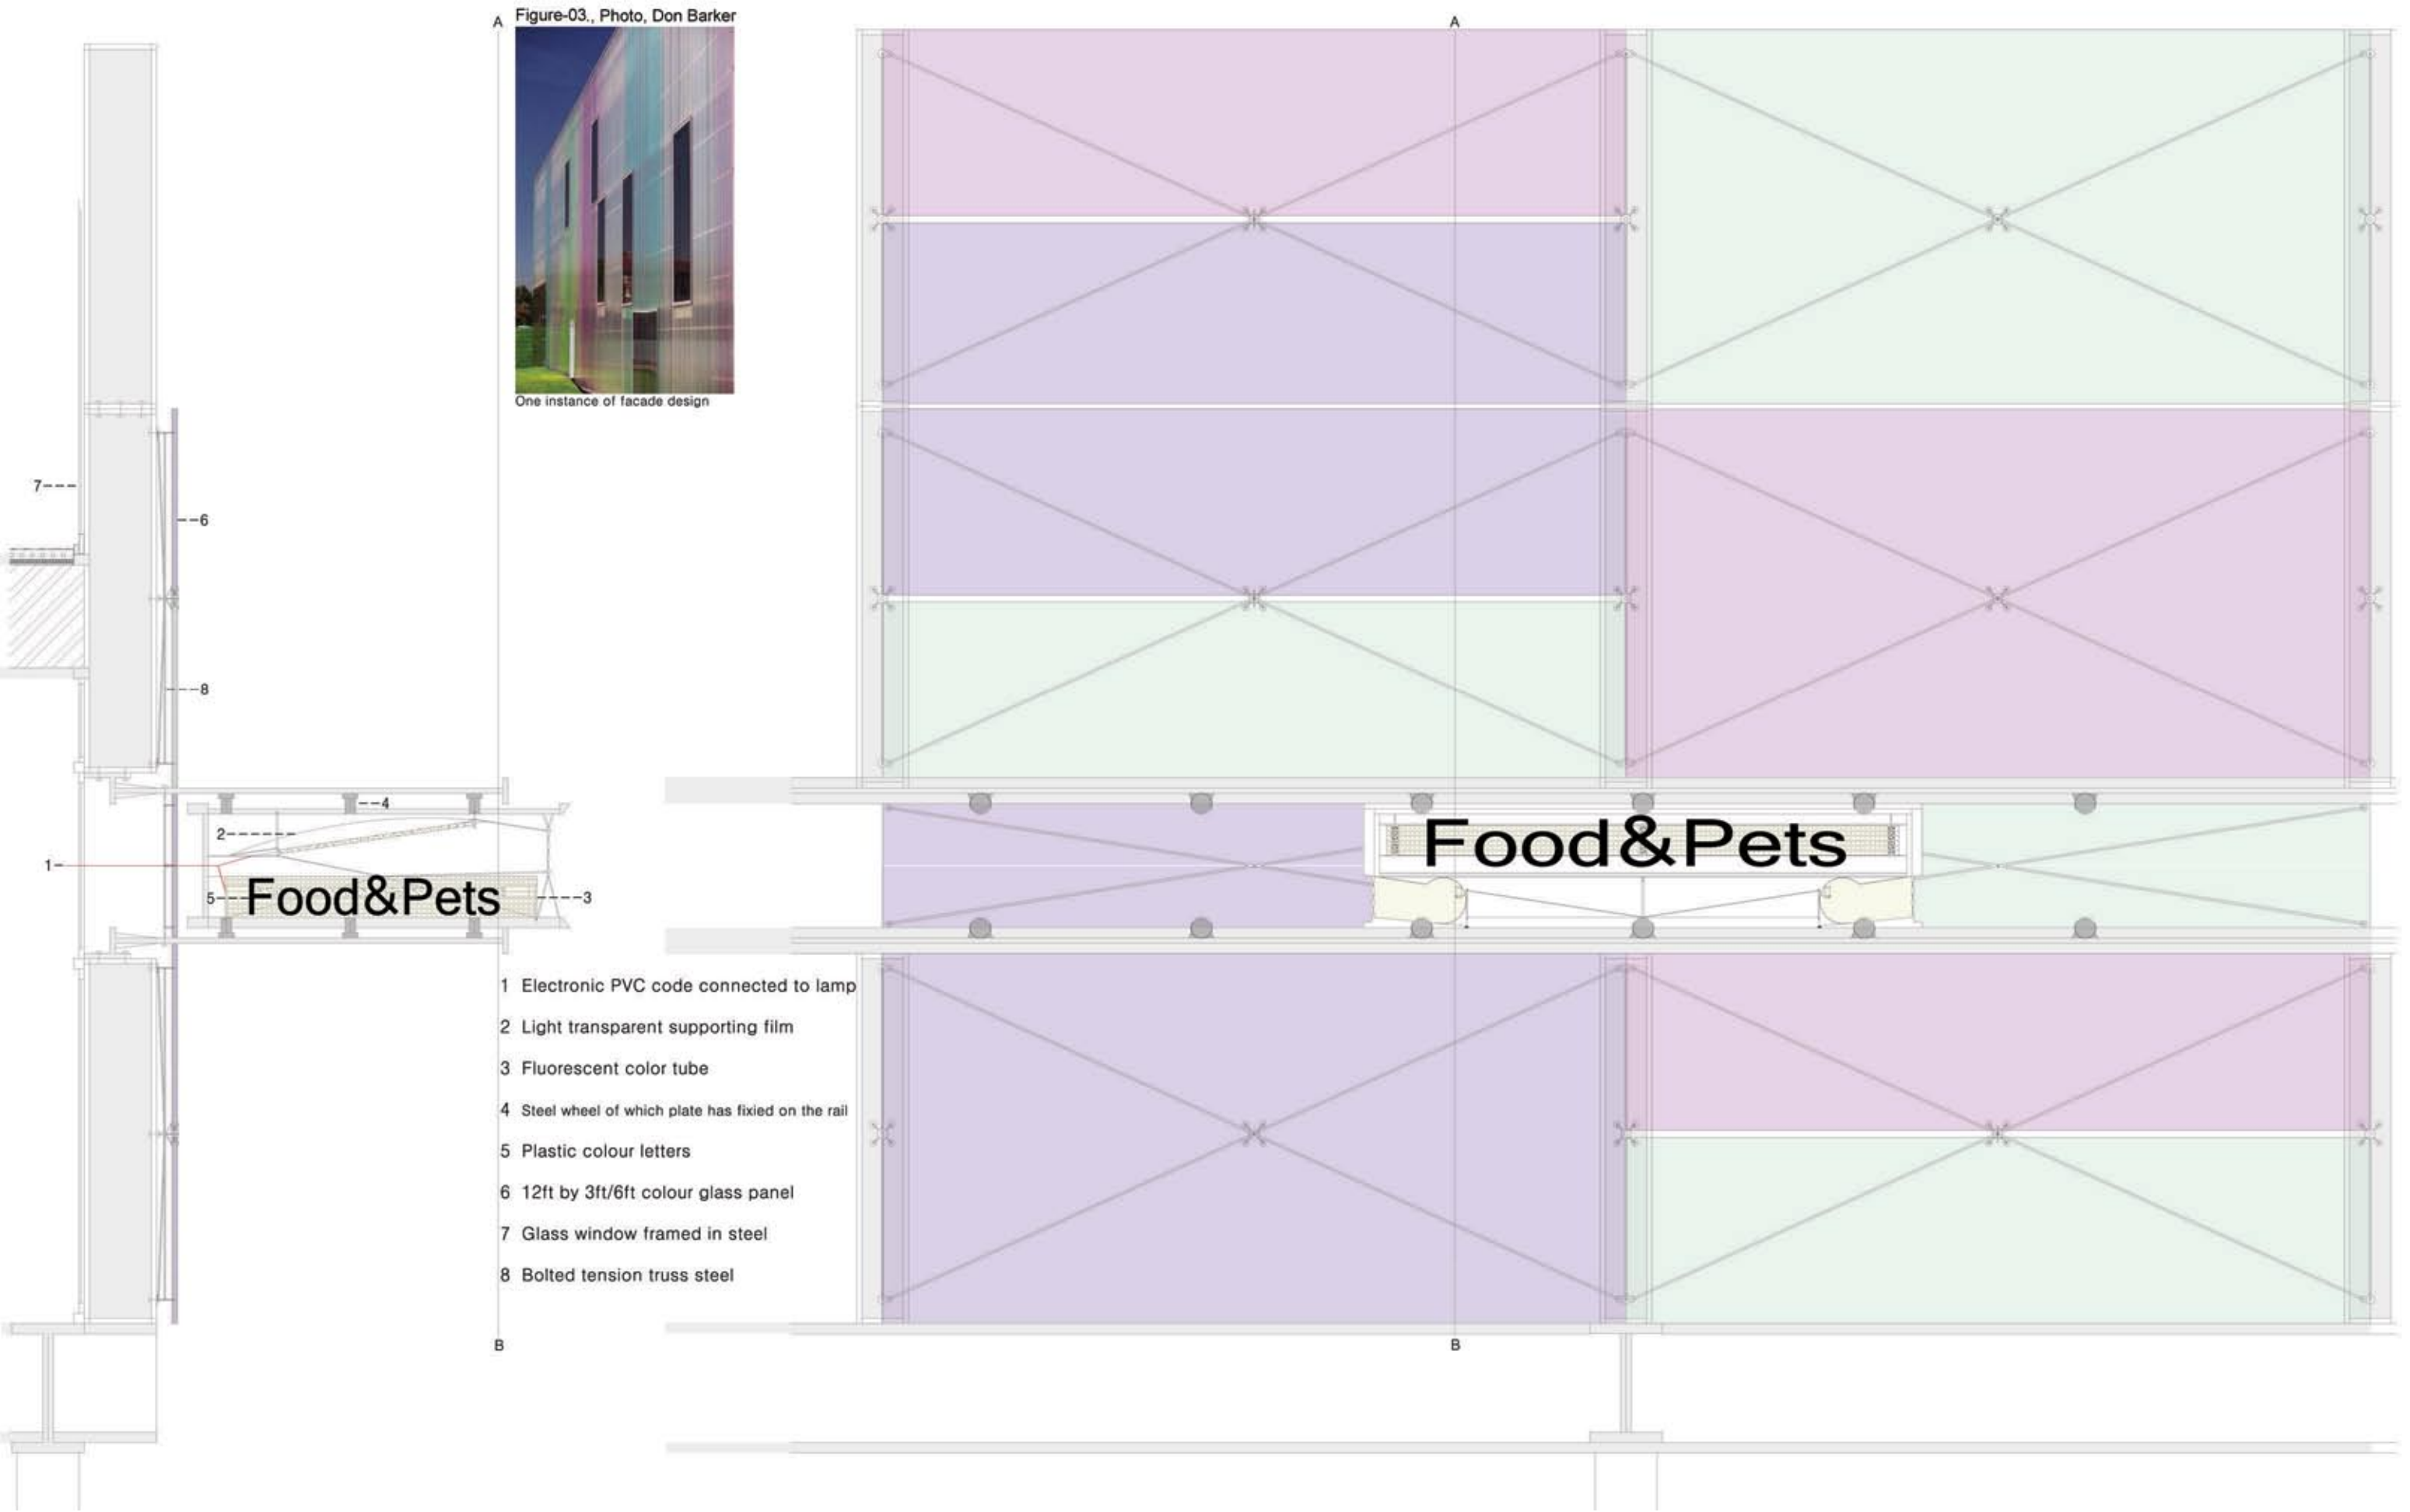 A
Figure-03., Photo, Don Barker
A
One instance of facade design
7
6
8
4
2
1
5
Food&Pets
3
Food&Pets
1 Electronic PVC code connected to lamp
2 Light transparent supporting film
3 Fluorescent color tube
4 Steel wheel of which plate has fixied on the rail
5 Plastic colour letters
6 12ft by 3ft/6ft colour glass panel
7 Glass window framed in steel
8 Bolted tension truss steel
B
B